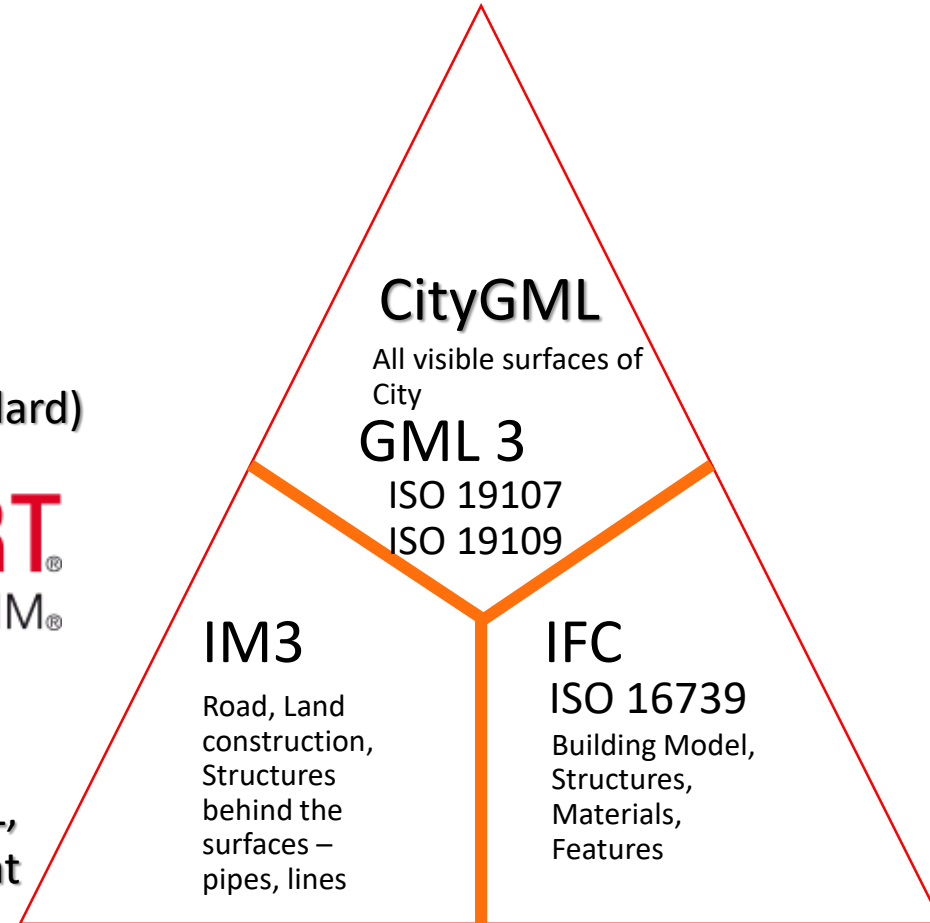 CityGML
All visible surfaces of
City
GML 3
ISO 19107
ISO 19109
IM3
Road, Land
construction,
Structures
behind the
surfaces –
pipes, lines
IFC
ISO 16739
Building Model,
Structures,
Materials,
Features